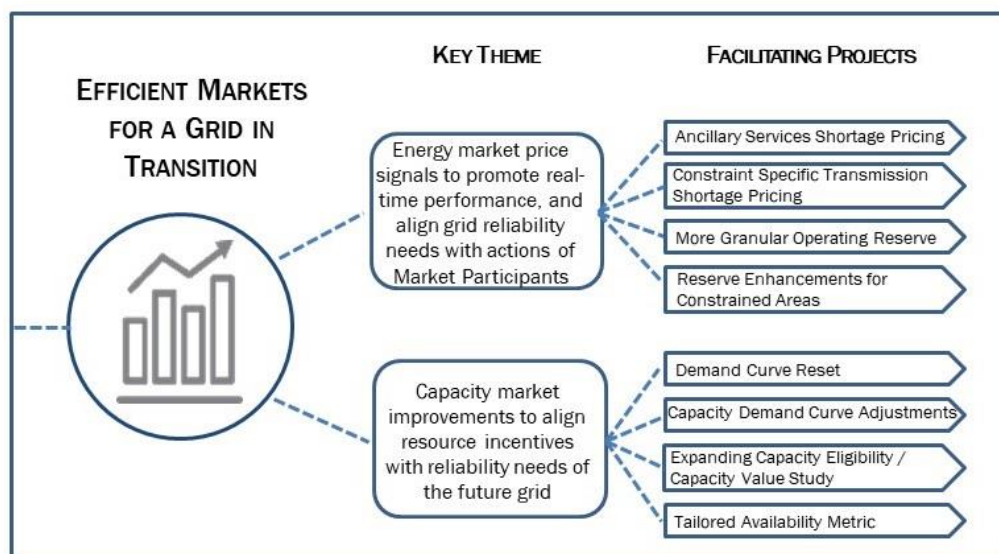 EFFICIENT MARKETS
FOR A GRID IN
TRANSITION
KEY THEME
FACILITATING PROJECTS
Energy market price
signals to promote real-
time performance, and
align grid reliability
needs with actions of
Market Participants
Ancillary Services Shortage Pricing
Constraint Specific Transmission
Shortage Pricing
More Granular Operating Reserve
Reserve Enhancements for
Constrained Areas
Capacity market
improvements to align
resource incentives
with reliability needs of
the future grid
Demand Curve Reset
Capacity Demand Curve Adjustments
Expanding Capacity Eligibility /
Capacity Value Study
Tailored Availability Metric